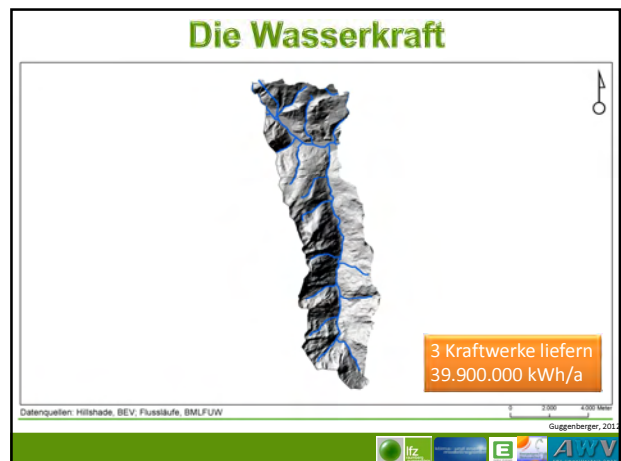 Die Wasserkraft
3 Kraftwerke liefern
39.900.000 kWh/a
Datenquellen: Hillshade, BEV; Flussläufe, BMLFUW
0 2.000 4.000 Meter
Guggenberger, 2012
lfz
E
AWV